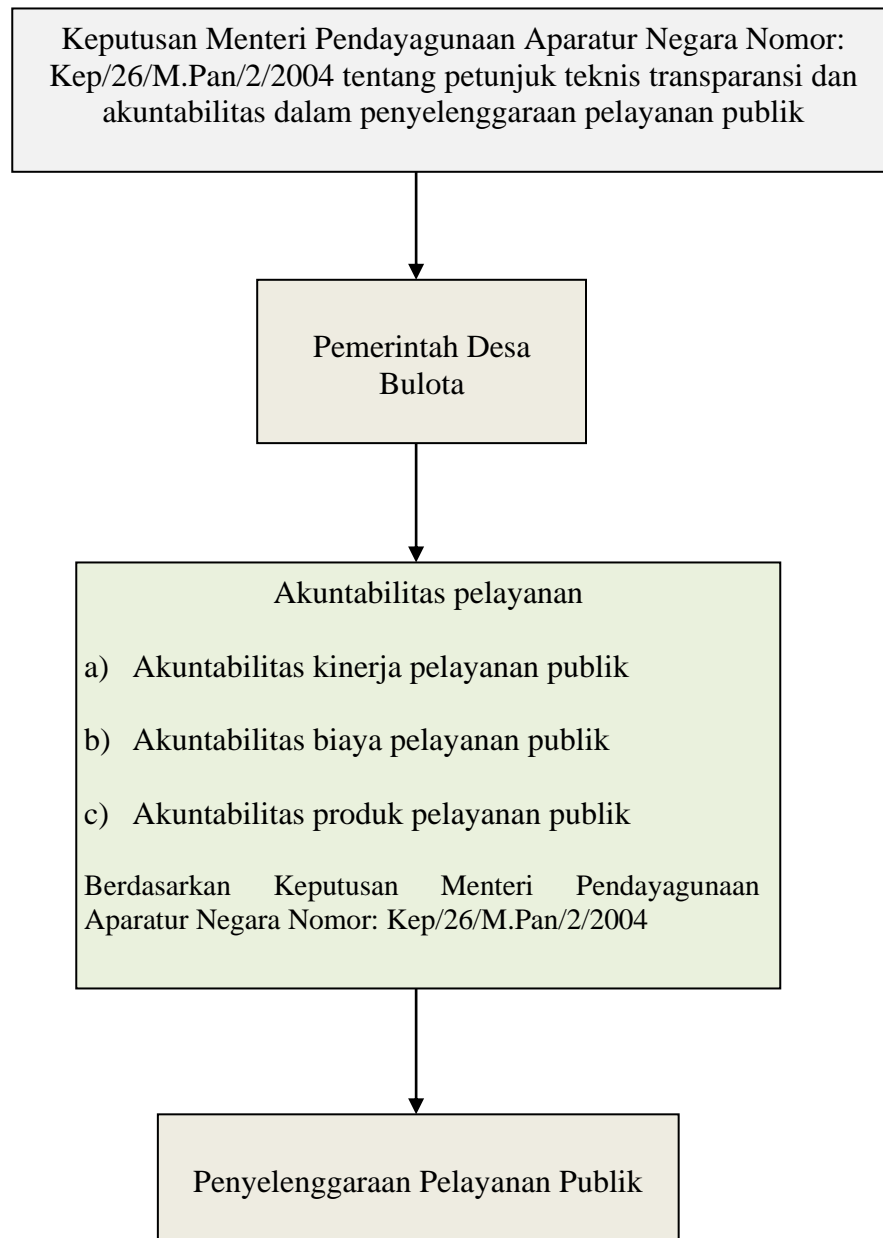 Keputusan Menteri Pendayagunaan Aparatur Negara Nomor:
Kep/26/M.Pan/2/2004 tentang petunjuk teknis transparansi dan
akuntabilitas dalam penyelenggaraan pelayanan publik
Pemerintah Desa
Bulota
Akuntabilitas pelayanan
a) Akuntabilitas kinerja pelayanan publik
b) Akuntabilitas biaya pelayanan publik
c) Akuntabilitas produk pelayanan publik
Berdasarkan Keputusan Menteri Pendayagunaan
Aparatur Negara Nomor: Kep/26/M.Pan/2/2004
Penyelenggaraan Pelayanan Publik